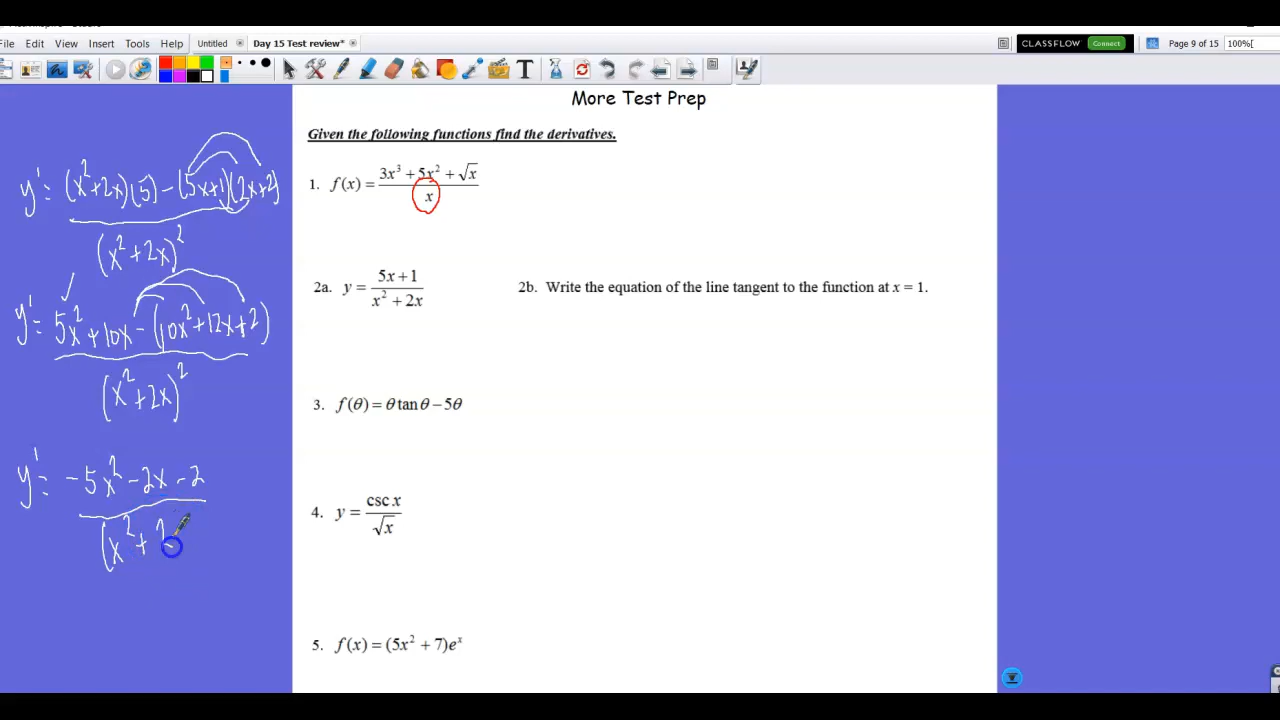 File Edit View Insert Tools Help Untitled Day 15 Test review* CLASSFLOW Connect Page 9 of 15 100%[
More Test Prep
Given the following functions find the derivatives.
1. f(x) = (3x³ + 5x² + √x)/x
2a. y = (5x + 1)/(x² + 2x) 2b. Write the equation of the line tangent to the function at x = 1.
3. f(θ) = θ tan θ − 5θ
4. y = csc x/√x
5. f(x) = (5x² + 7)eˣ
y' = ((x² + 2x)(5) − (5x+1)(2x+2))/(x² + 2x)²
y' = (5x² + 10x − (10x² + 12x + 2))/(x² + 2x)²
y' = (−5x² − 2x − 2)/(x² + 2